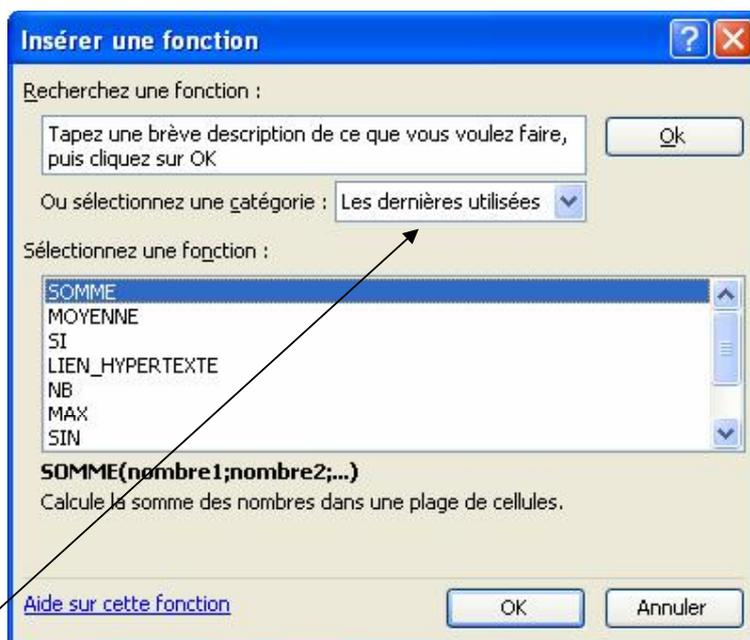 Insérer une fonction
Recherchez une fonction :
Tapez une brève description de ce que vous voulez faire,
puis cliquez sur OK
Ok
Ou sélectionnez une catégorie : Les dernières utilisées
Sélectionnez une fonction :
SOMME
MOYENNE
SI
LIEN_HYPERTEXTE
NB
MAX
SIN
SOMME(nombre1;nombre2;...)
Calcule la somme des nombres dans une plage de cellules.
Aide sur cette fonction
OK
Annuler